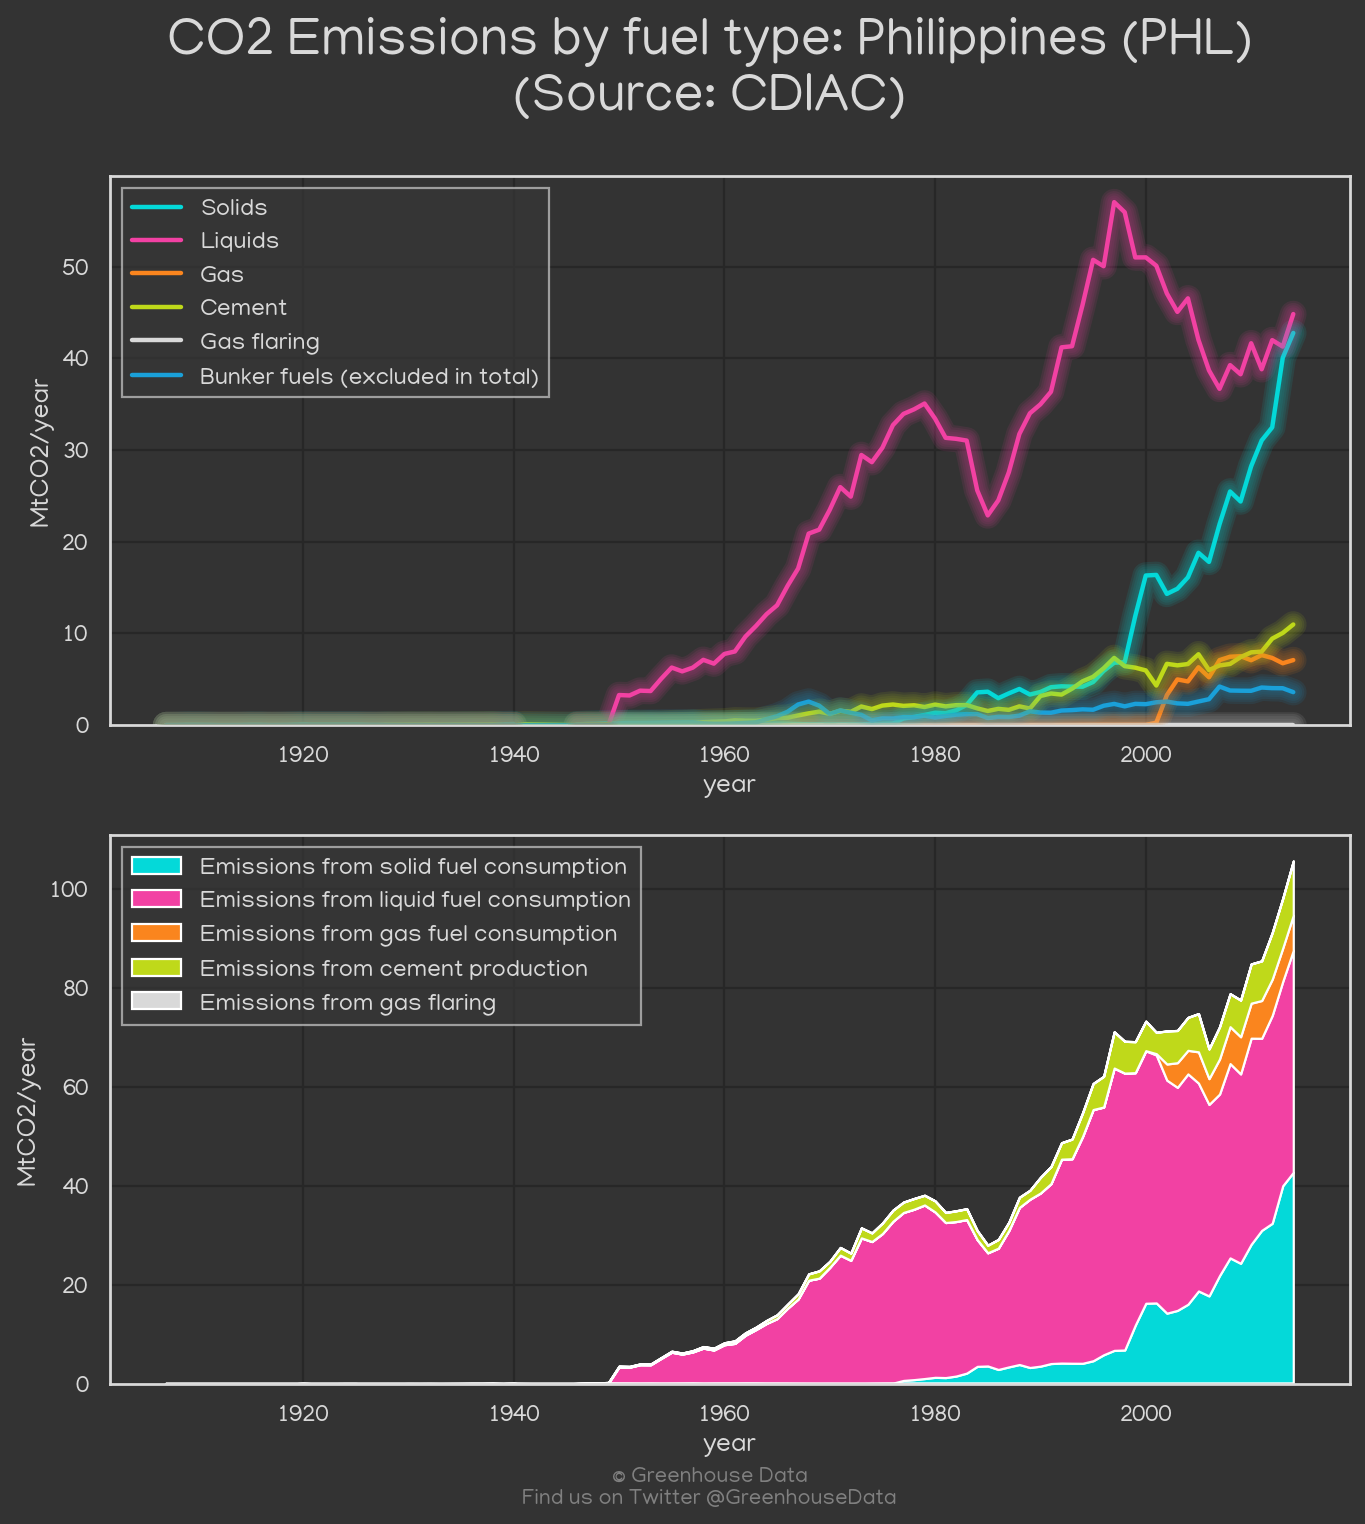 CO2 Emissions by fuel type: Philippines (PHL)
(Source: CDIAC)
Solids
Liquids
Gas
Cement
Gas flaring
Bunker fuels (excluded in total)
MtCO2/year
50
40
30
20
10
0
1920 1940 1960 1980 2000
year
Emissions from solid fuel consumption
Emissions from liquid fuel consumption
Emissions from gas fuel consumption
Emissions from cement production
Emissions from gas flaring
MtCO2/year
100
80
60
40
20
0
1920 1940 1960 1980 2000
year
© Greenhouse Data
Find us on Twitter @GreenhouseData